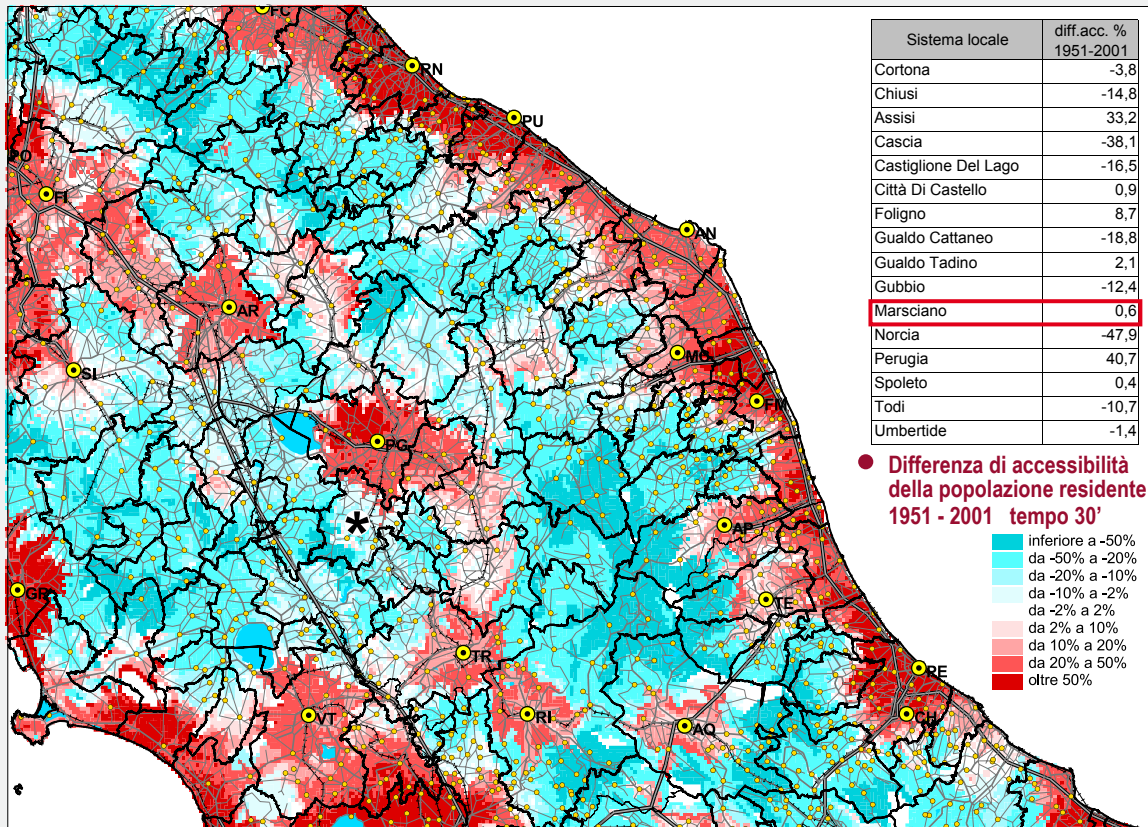 Sistema locale | diff.acc. % 1951-2001
Cortona | -3,8
Chiusi | -14,8
Assisi | 33,2
Cascia | -38,1
Castiglione Del Lago | -16,5
Città Di Castello | 0,9
Foligno | 8,7
Gualdo Cattaneo | -18,8
Gualdo Tadino | 2,1
Gubbio | -12,4
Marsciano | 0,6
Norcia | -47,9
Perugia | 40,7
Spoleto | 0,4
Todi | -10,7
Umbertide | -1,4
Differenza di accessibilità
della popolazione residente
1951 - 2001 tempo 30'
inferiore a -50%
da -50% a -20%
da -20% a -10%
da -10% a -2%
da -2% a 2%
da 2% a 10%
da 10% a 20%
da 20% a 50%
oltre 50%
FC
RN
PU
PO
FI
AN
AR
MC
SI
PG
*
AP
GR
TE
TR
PE
VT
RI
AQ
CH